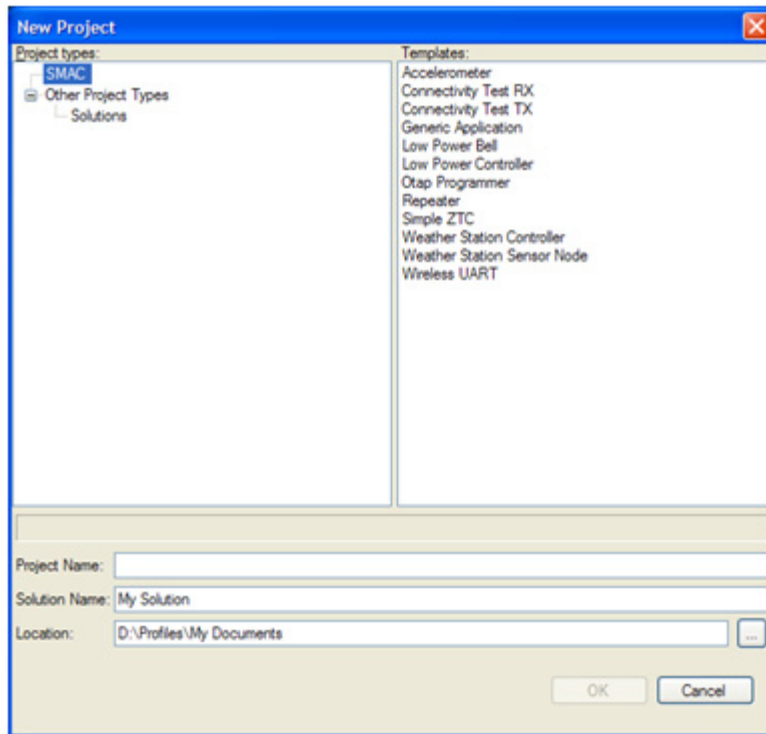 New Project
Project types:
SMAC
Other Project Types
Solutions
Templates:
Accelerometer
Connectivity Test RX
Connectivity Test TX
Generic Application
Low Power Bell
Low Power Controller
Otap Programmer
Repeater
Simple ZTC
Weather Station Controller
Weather Station Sensor Node
Wireless UART
Project Name:
Solution Name: My Solution
Location: D:\Profiles\My Documents
...
OK Cancel